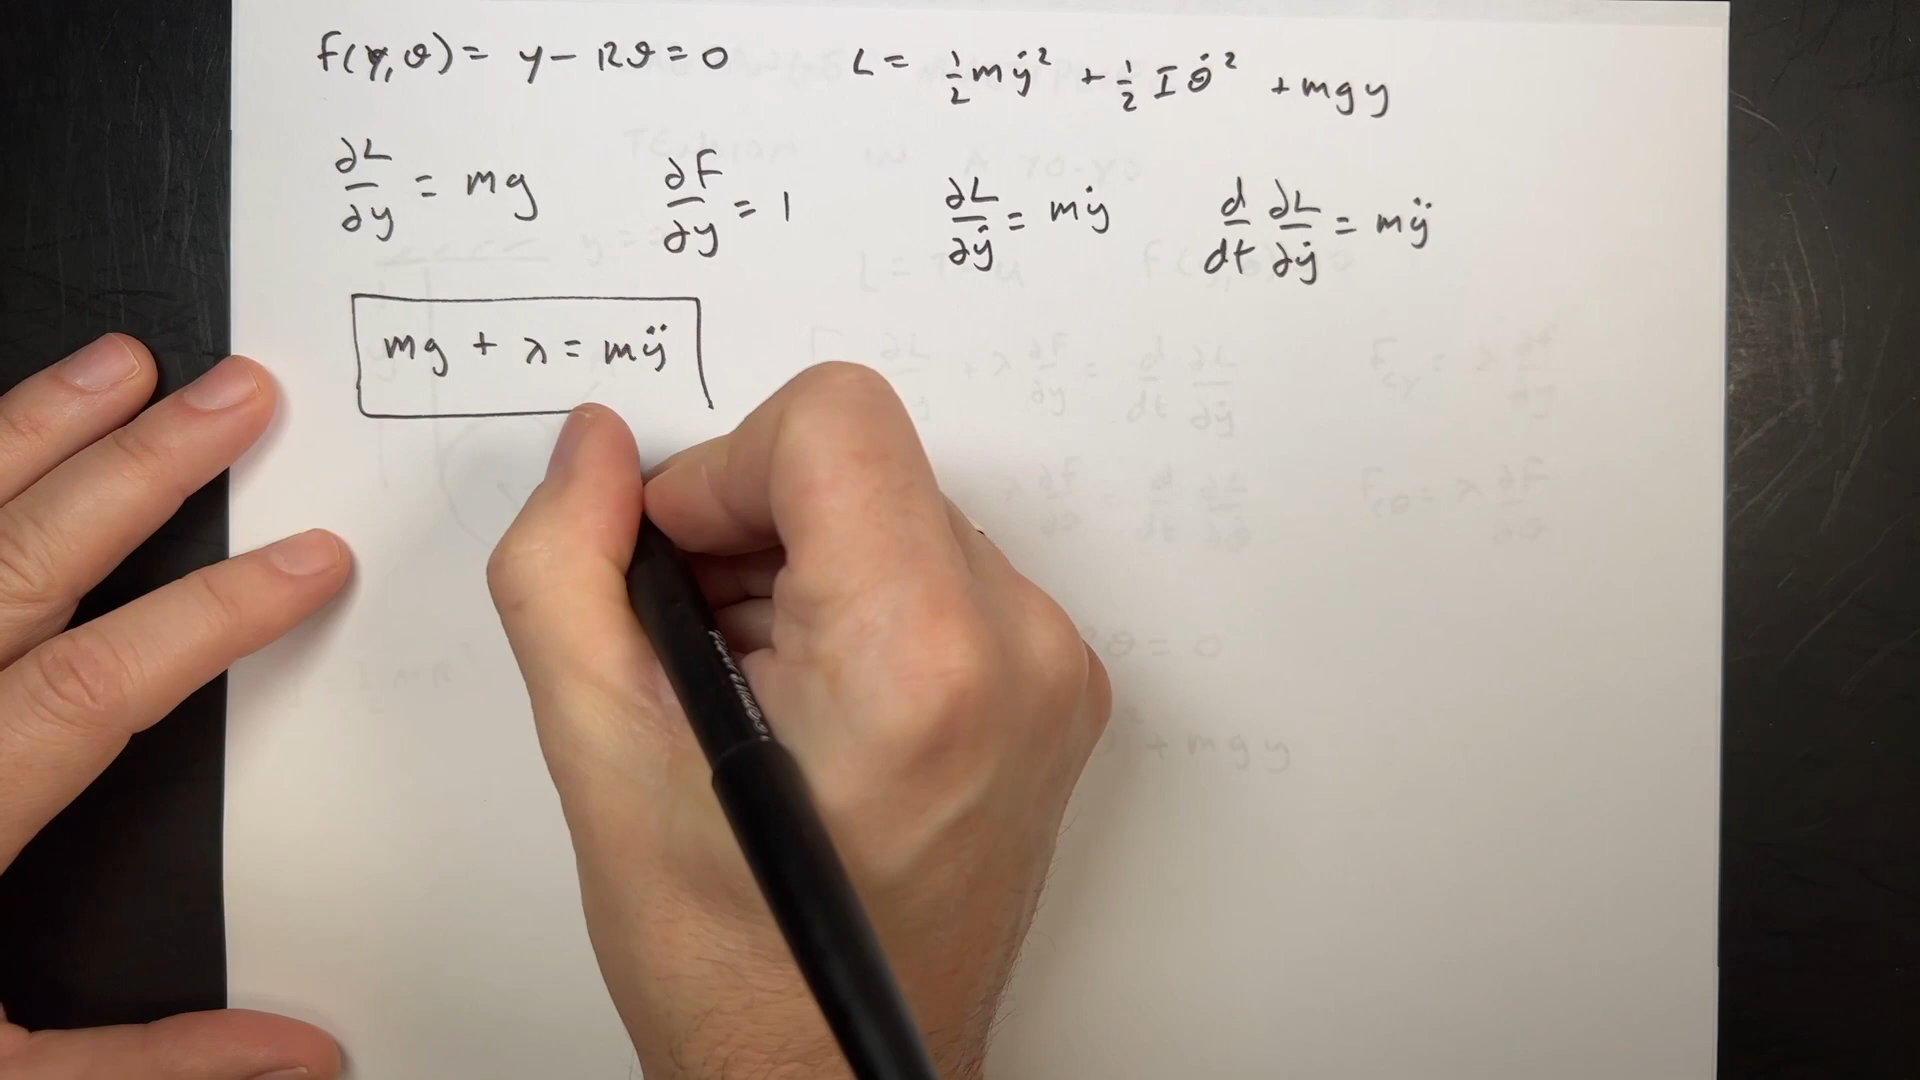 f(y,θ) = y - Rθ = 0 L = ½mẏ² + ½Iθ̇² + mgy
∂L/∂y = mg ∂F/∂y = 1 ∂L/∂ẏ = mẏ d/dt ∂L/∂ẏ = mÿ
mg + λ = mÿ